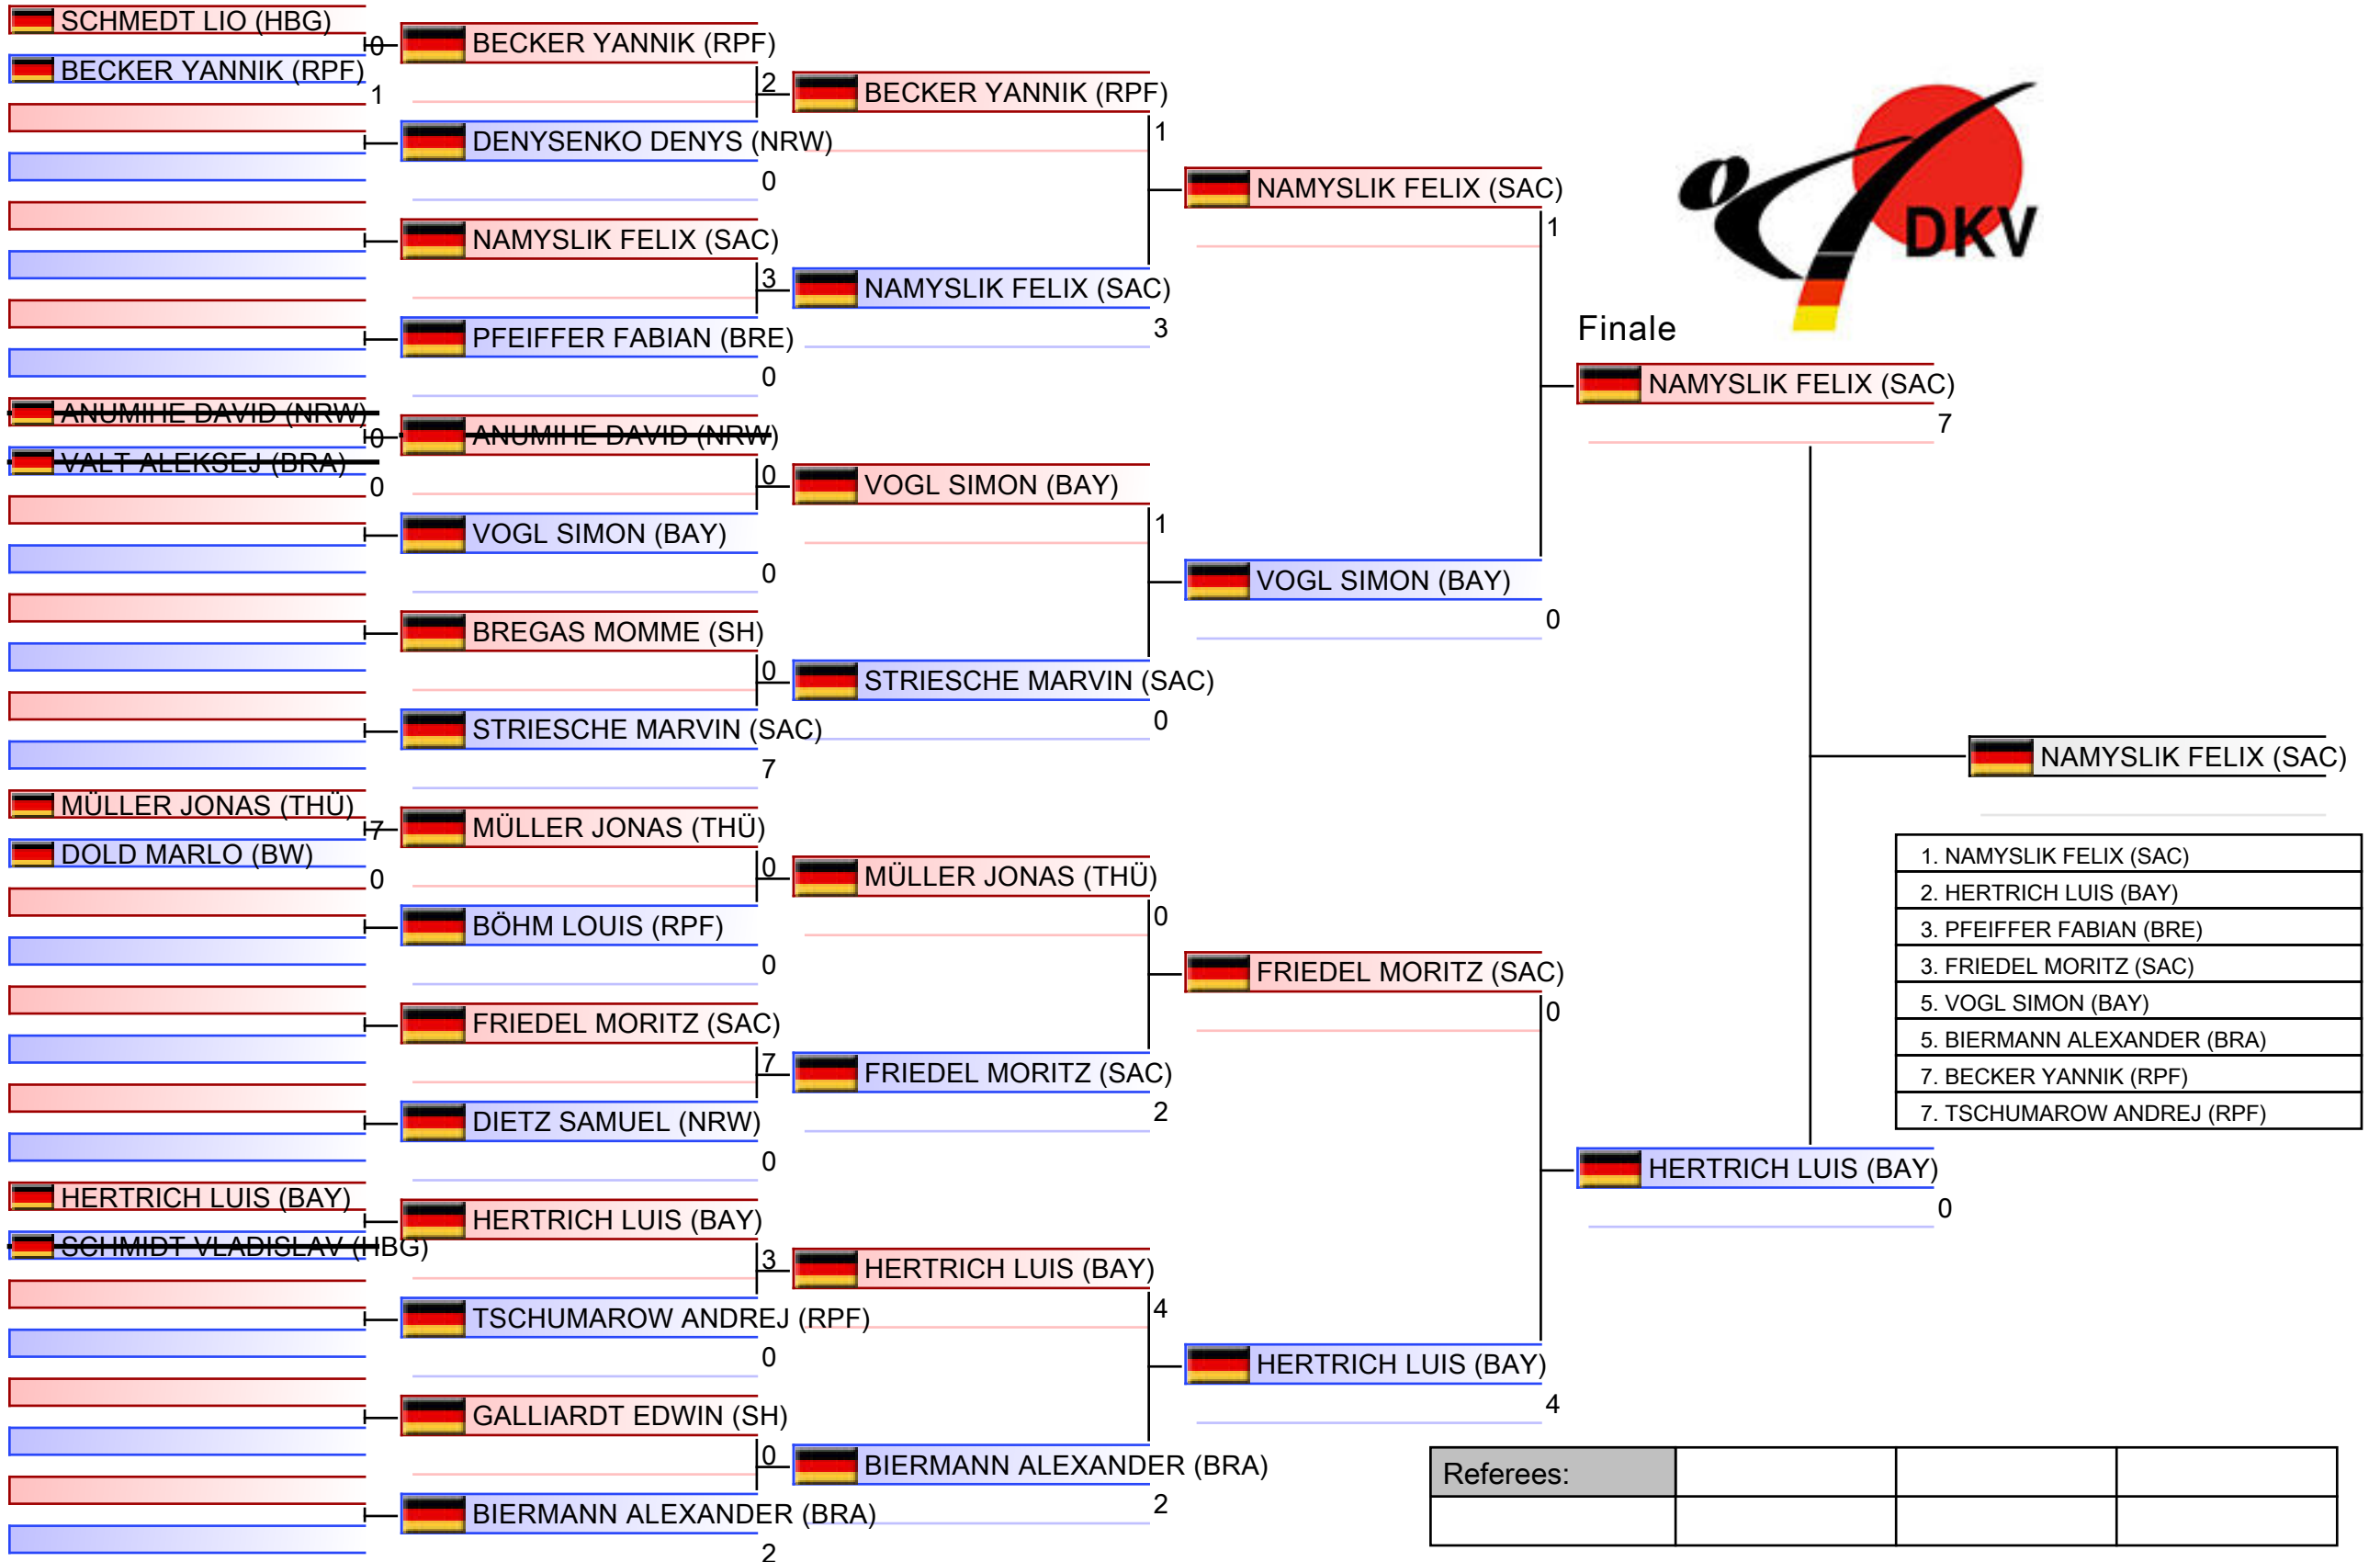 SCHMEDT LIO (HBG)
0
BECKER YANNIK (RPF)
1
ANUMIHE DAVID (NRW)
0
VALT ALEKSEJ (BRA)
0
MÜLLER JONAS (THÜ)
7
DOLD MARLO (BW)
0
HERTRICH LUIS (BAY)
SCHMIDT VLADISLAV (HBG)
BECKER YANNIK (RPF)
2
DENYSENKO DENYS (NRW)
0
NAMYSLIK FELIX (SAC)
3
PFEIFFER FABIAN (BRE)
0
ANUMIHE DAVID (NRW)
0
VOGL SIMON (BAY)
0
BREGAS MOMME (SH)
0
STRIESCHE MARVIN (SAC)
7
MÜLLER JONAS (THÜ)
0
BÖHM LOUIS (RPF)
0
FRIEDEL MORITZ (SAC)
7
DIETZ SAMUEL (NRW)
0
HERTRICH LUIS (BAY)
3
TSCHUMAROW ANDREJ (RPF)
0
GALLIARDT EDWIN (SH)
0
BIERMANN ALEXANDER (BRA)
2
BECKER YANNIK (RPF)
1
NAMYSLIK FELIX (SAC)
3
VOGL SIMON (BAY)
1
STRIESCHE MARVIN (SAC)
0
MÜLLER JONAS (THÜ)
0
FRIEDEL MORITZ (SAC)
2
HERTRICH LUIS (BAY)
4
BIERMANN ALEXANDER (BRA)
2
NAMYSLIK FELIX (SAC)
1
VOGL SIMON (BAY)
0
FRIEDEL MORITZ (SAC)
0
HERTRICH LUIS (BAY)
4
DKV
Finale
NAMYSLIK FELIX (SAC)
7
HERTRICH LUIS (BAY)
0
NAMYSLIK FELIX (SAC)
1. NAMYSLIK FELIX (SAC)
2. HERTRICH LUIS (BAY)
3. PFEIFFER FABIAN (BRE)
3. FRIEDEL MORITZ (SAC)
5. VOGL SIMON (BAY)
5. BIERMANN ALEXANDER (BRA)
7. BECKER YANNIK (RPF)
7. TSCHUMAROW ANDREJ (RPF)
Referees: